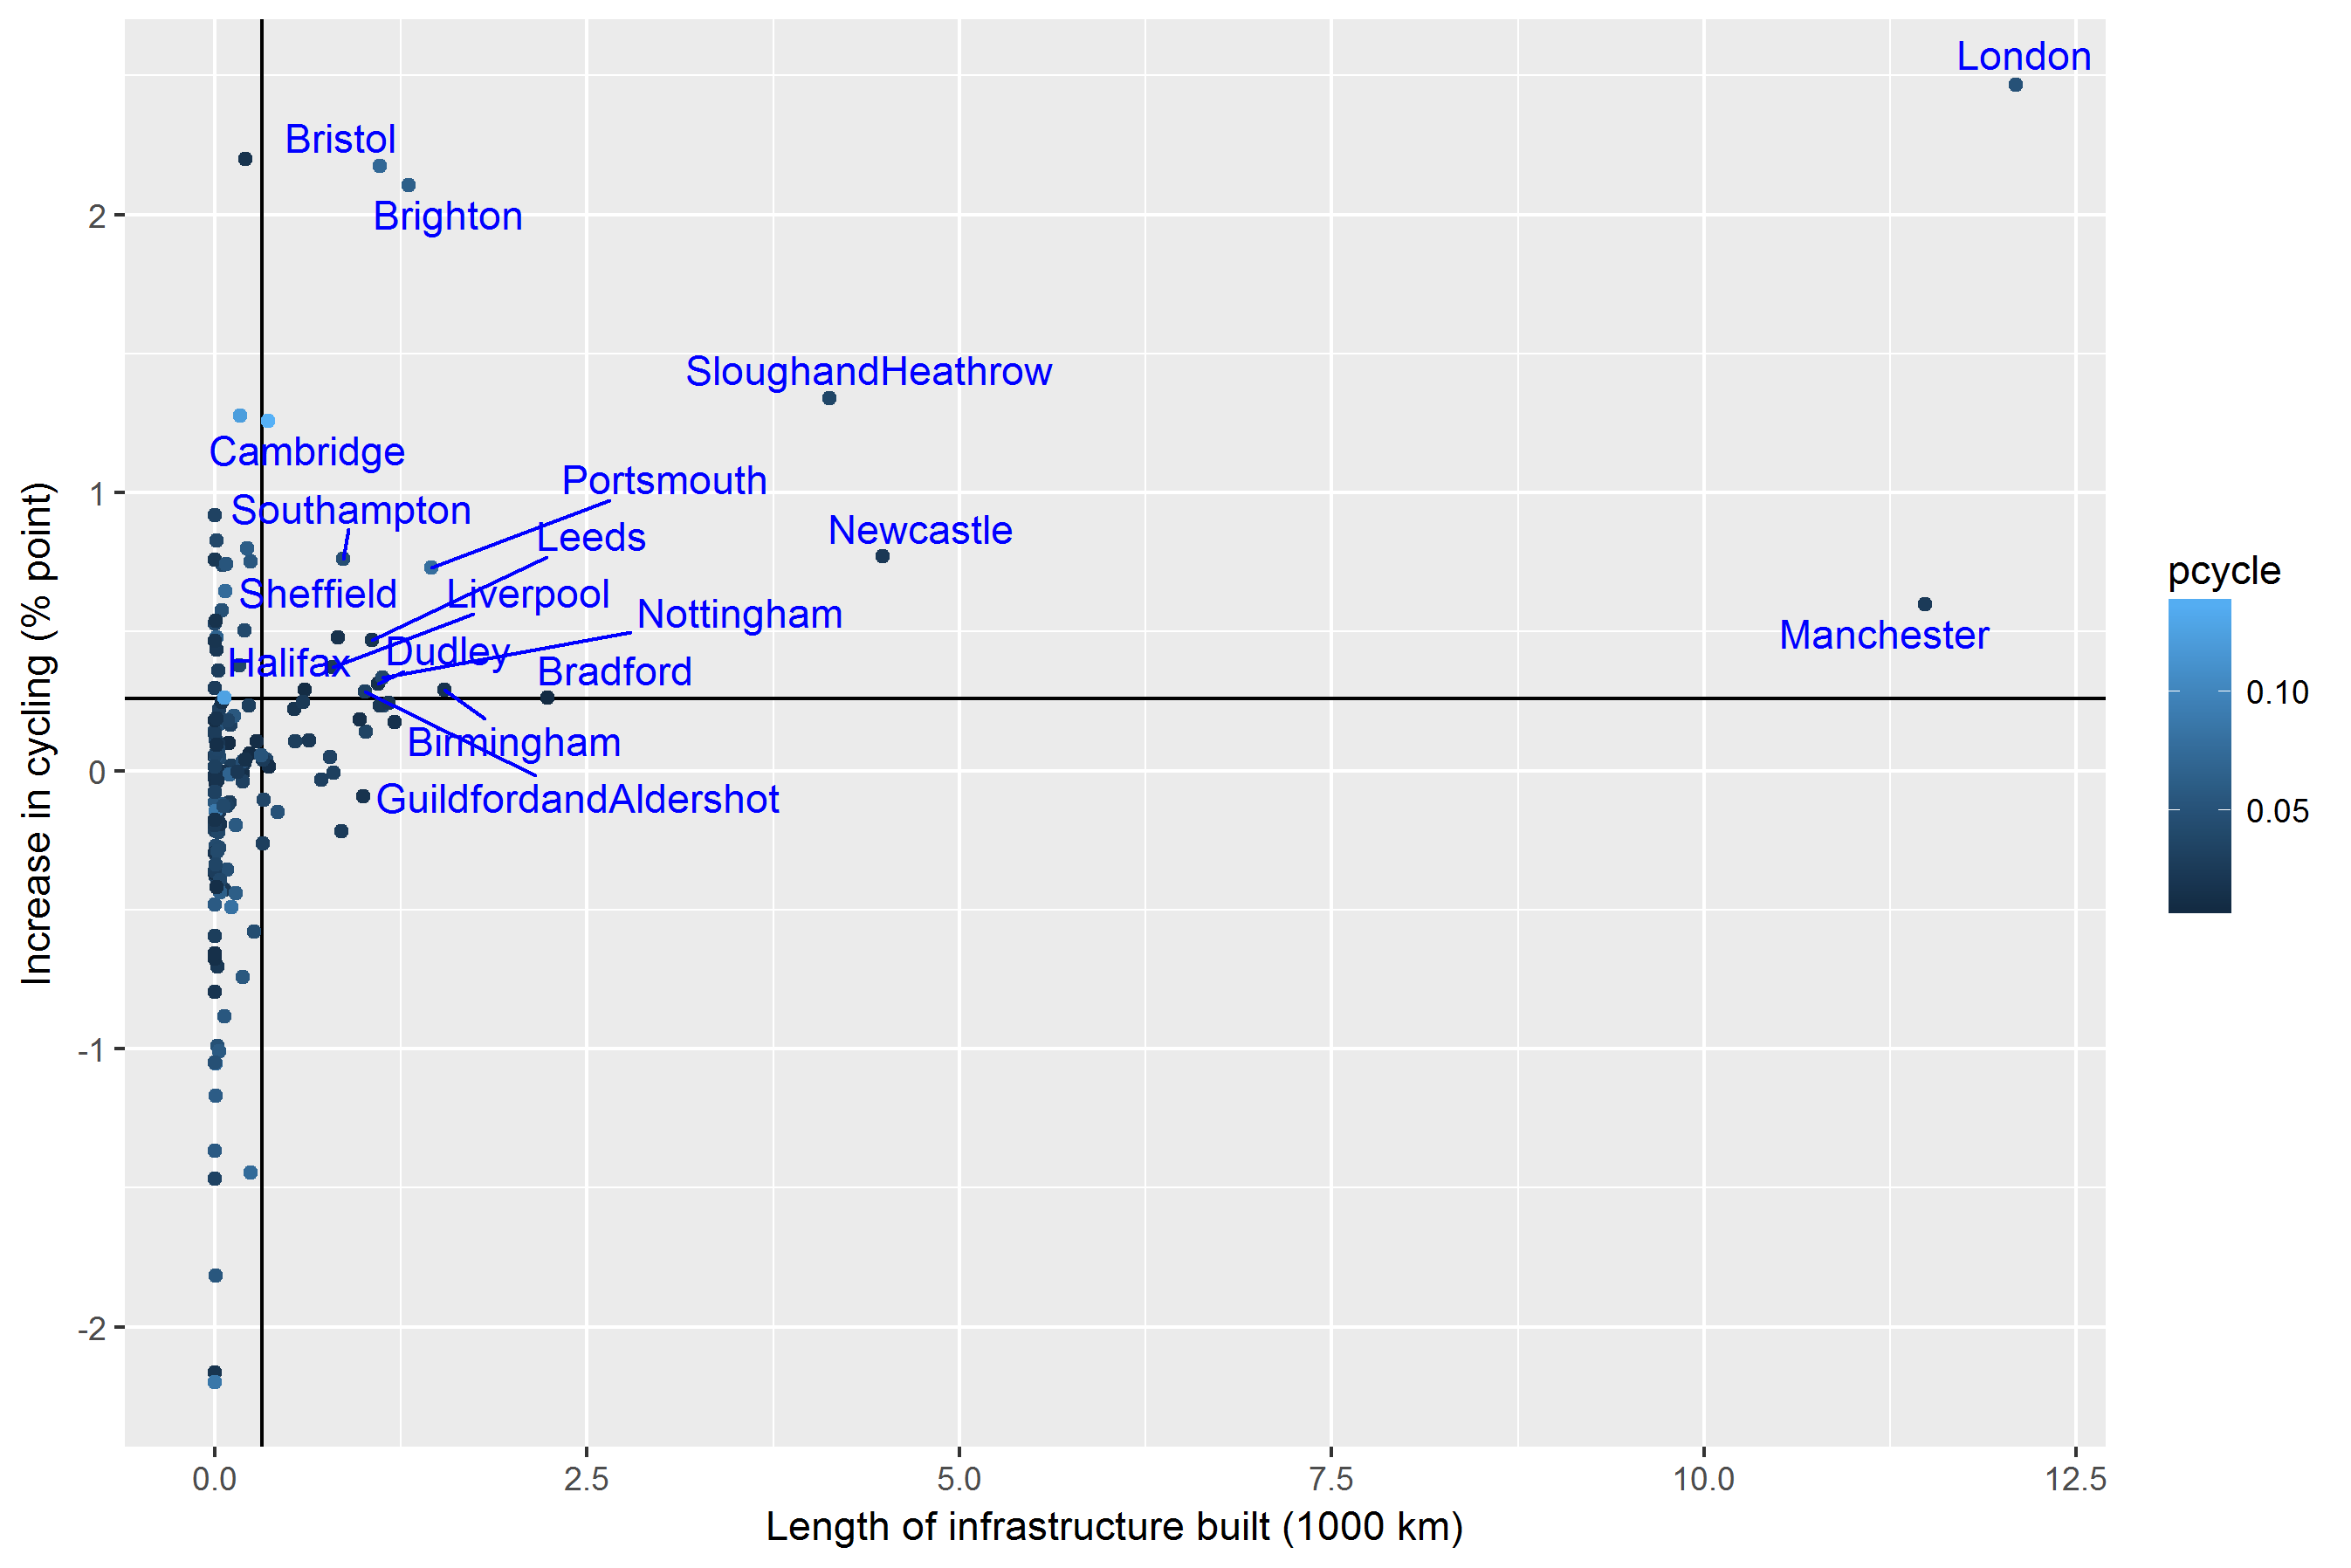 London
Bristol
Brighton
SloughandHeathrow
Cambridge
Portsmouth
Southampton
Leeds
Newcastle
Sheffield
Liverpool
Nottingham
Manchester
Halifax
Dudley
Bradford
Birmingham
GuildfordandAldershot
2
1
0
-1
-2
Increase in cycling (% point)
0.0
2.5
5.0
7.5
10.0
12.5
Length of infrastructure built (1000 km)
pcycle
0.10
0.05